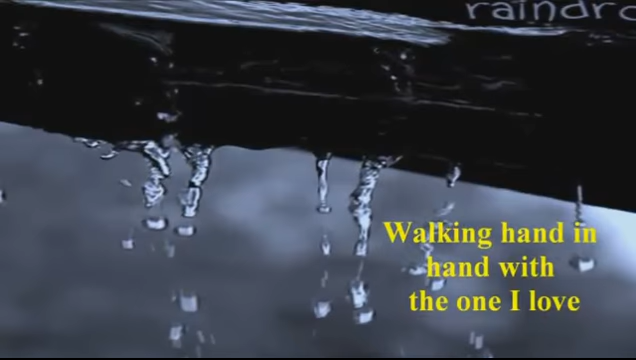 raindro
Walking hand in
hand with
the one I love